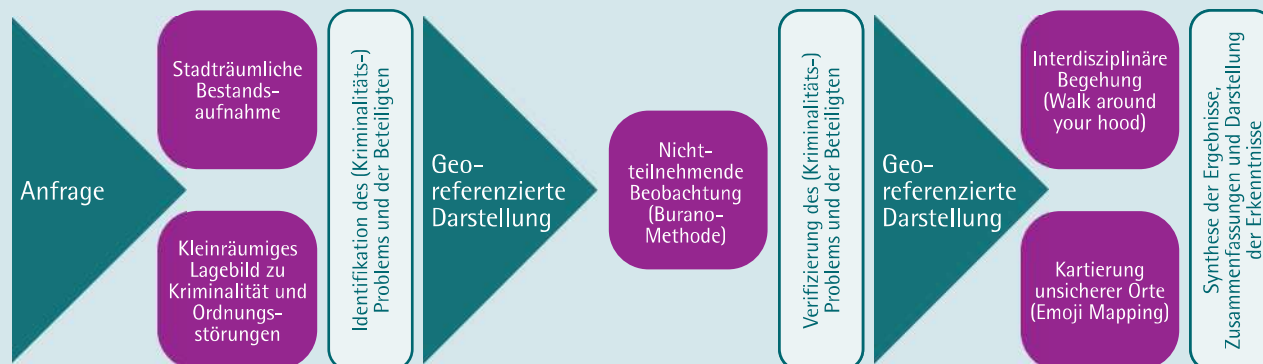 Anfrage
Stadträumliche
Bestands-
aufnahme
Kleinräumiges
Lagebild zu
Kriminalität und
Ordnungs-
störungen
Identifikation des (Kriminalitäts-)
Problems und der Beteiligten
Geo-
referenzierte
Darstellung
Nicht-
teilnehmende
Beobachtung
(Burano-
Methode)
Verifizierung des (Kriminalitäts-)
Problems und der Beteiligten
Geo-
referenzierte
Darstellung
Interdisziplinäre
Begehung
(Walk around
your hood)
Kartierung
unsicherer Orte
(Emoji Mapping)
Synthese der Ergebnisse,
Zusammenfassungen und Darstellung
der Erkenntnisse